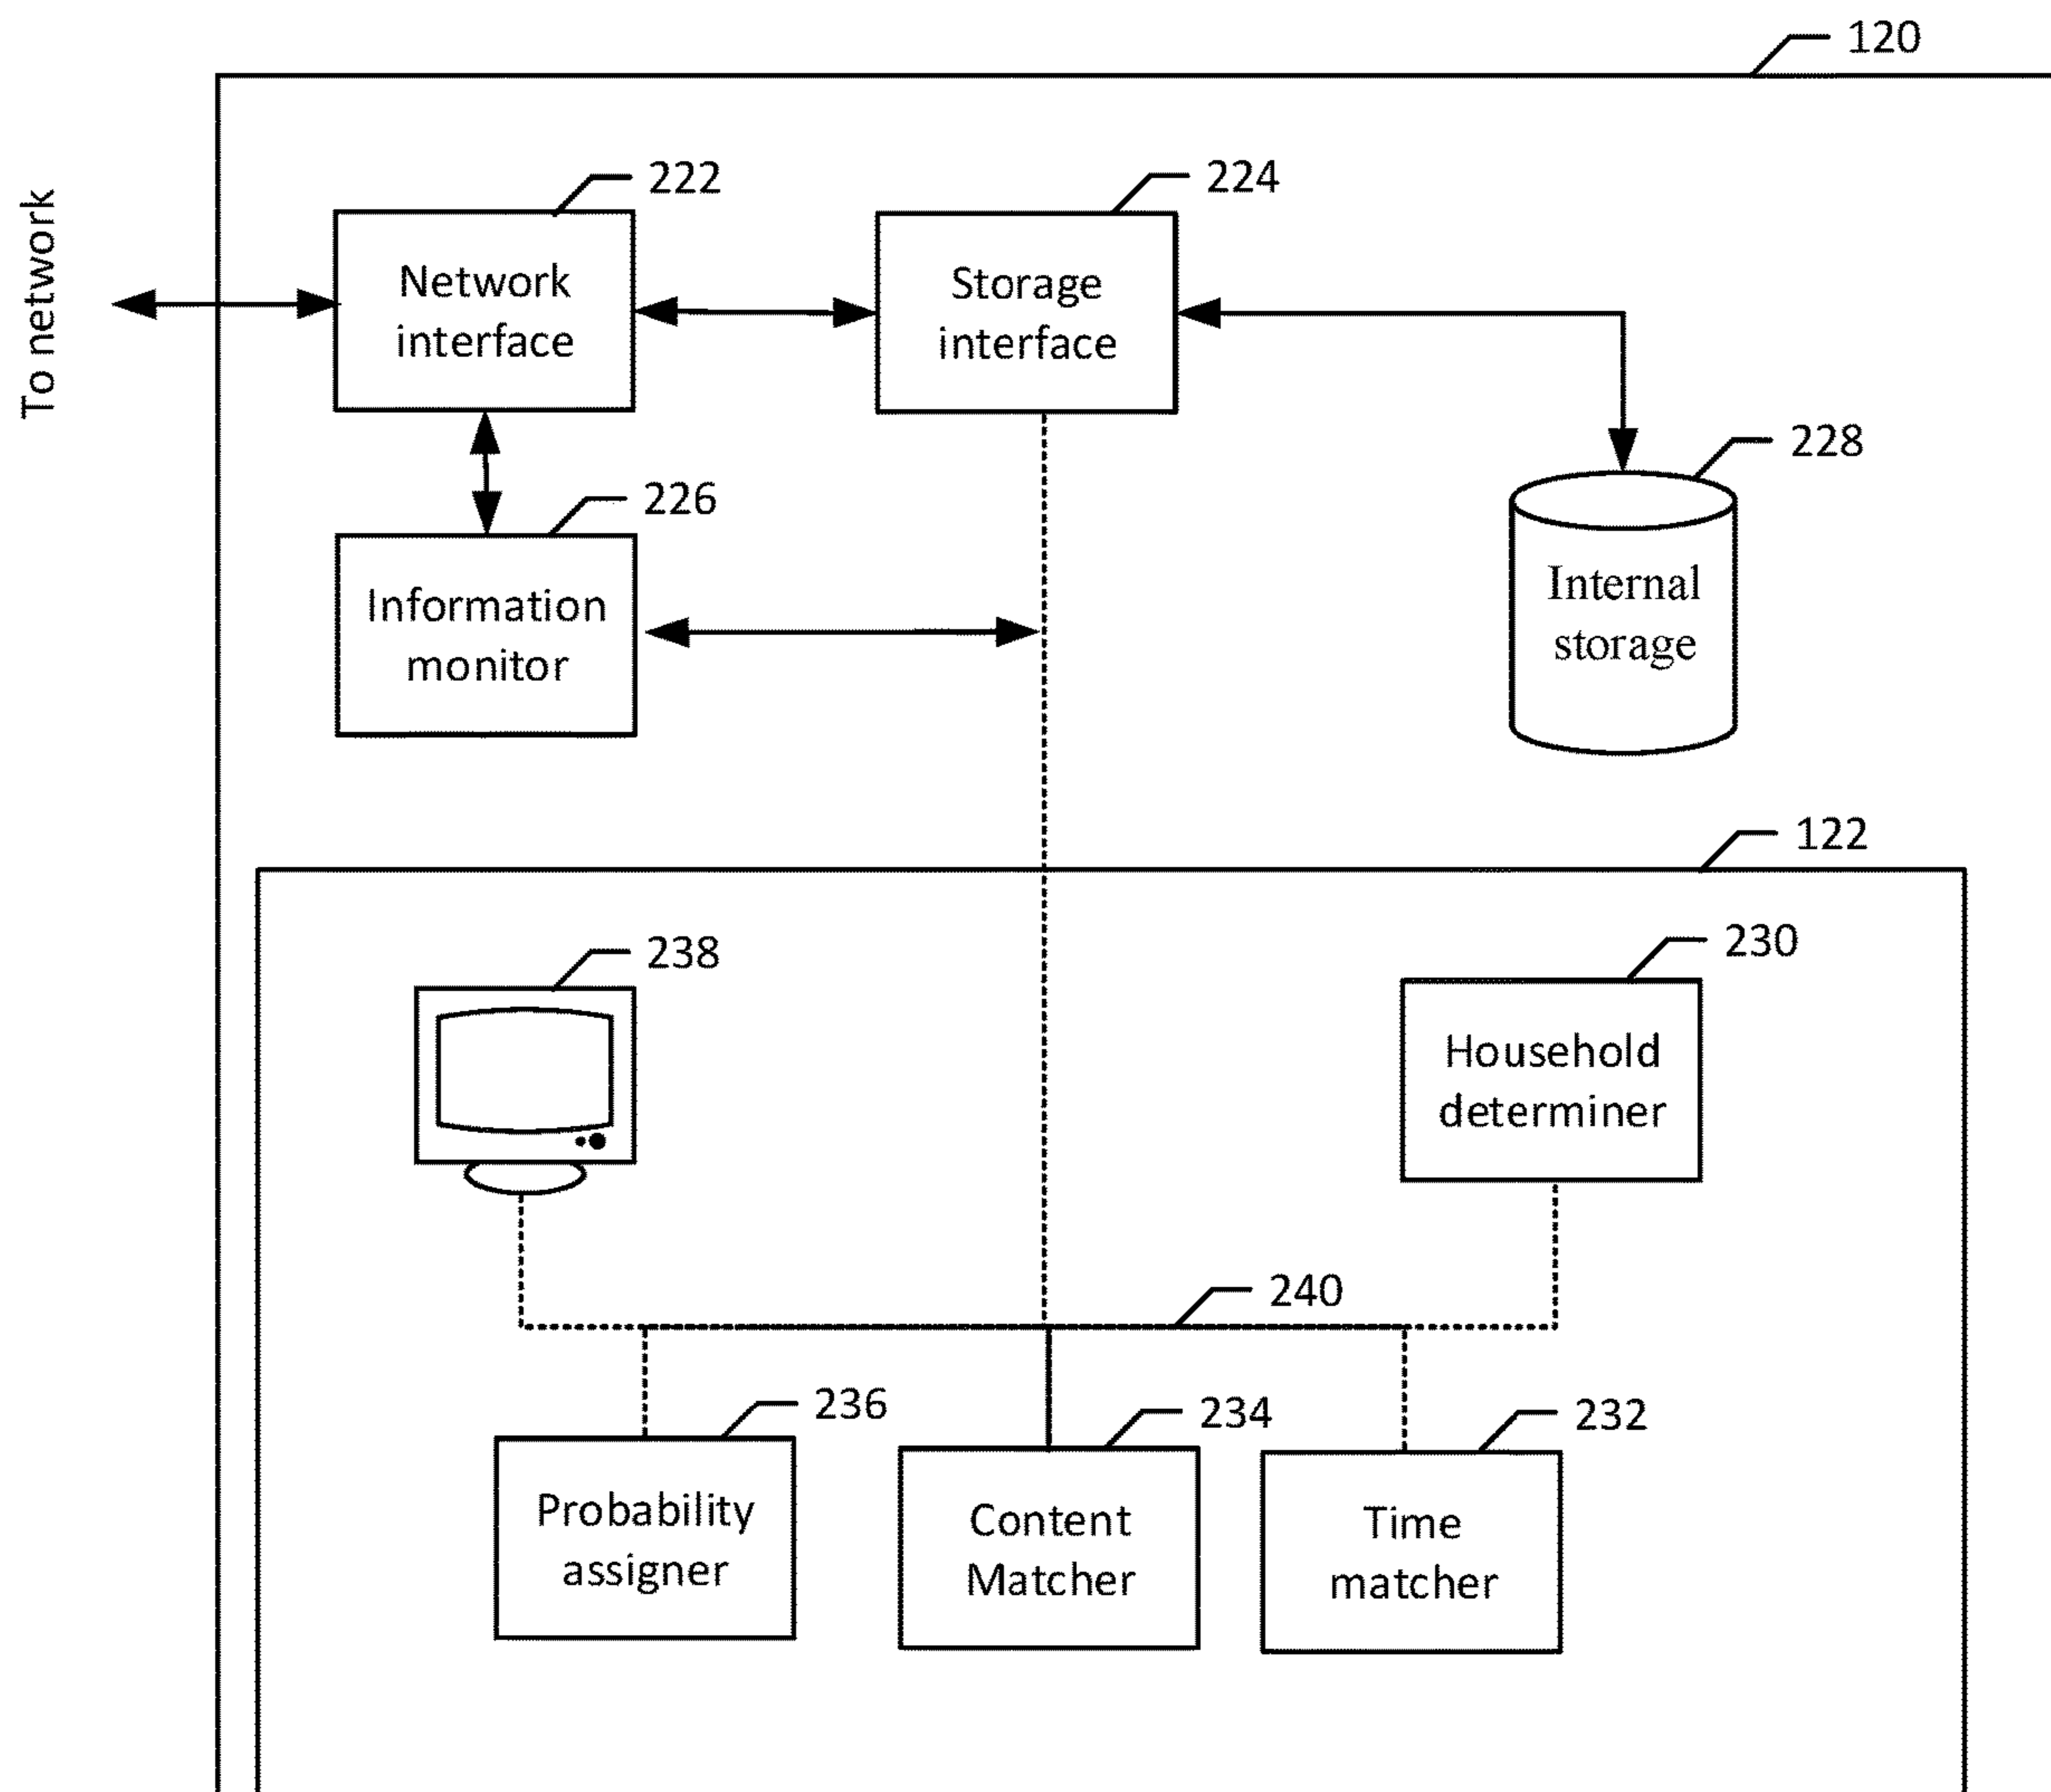 120
To network
222
Network
interface
224
Storage
interface
226
Information
monitor
228
Internal
storage
122
238
230
Household
determiner
240
236
Probability
assigner
234
Content
Matcher
232
Time
matcher